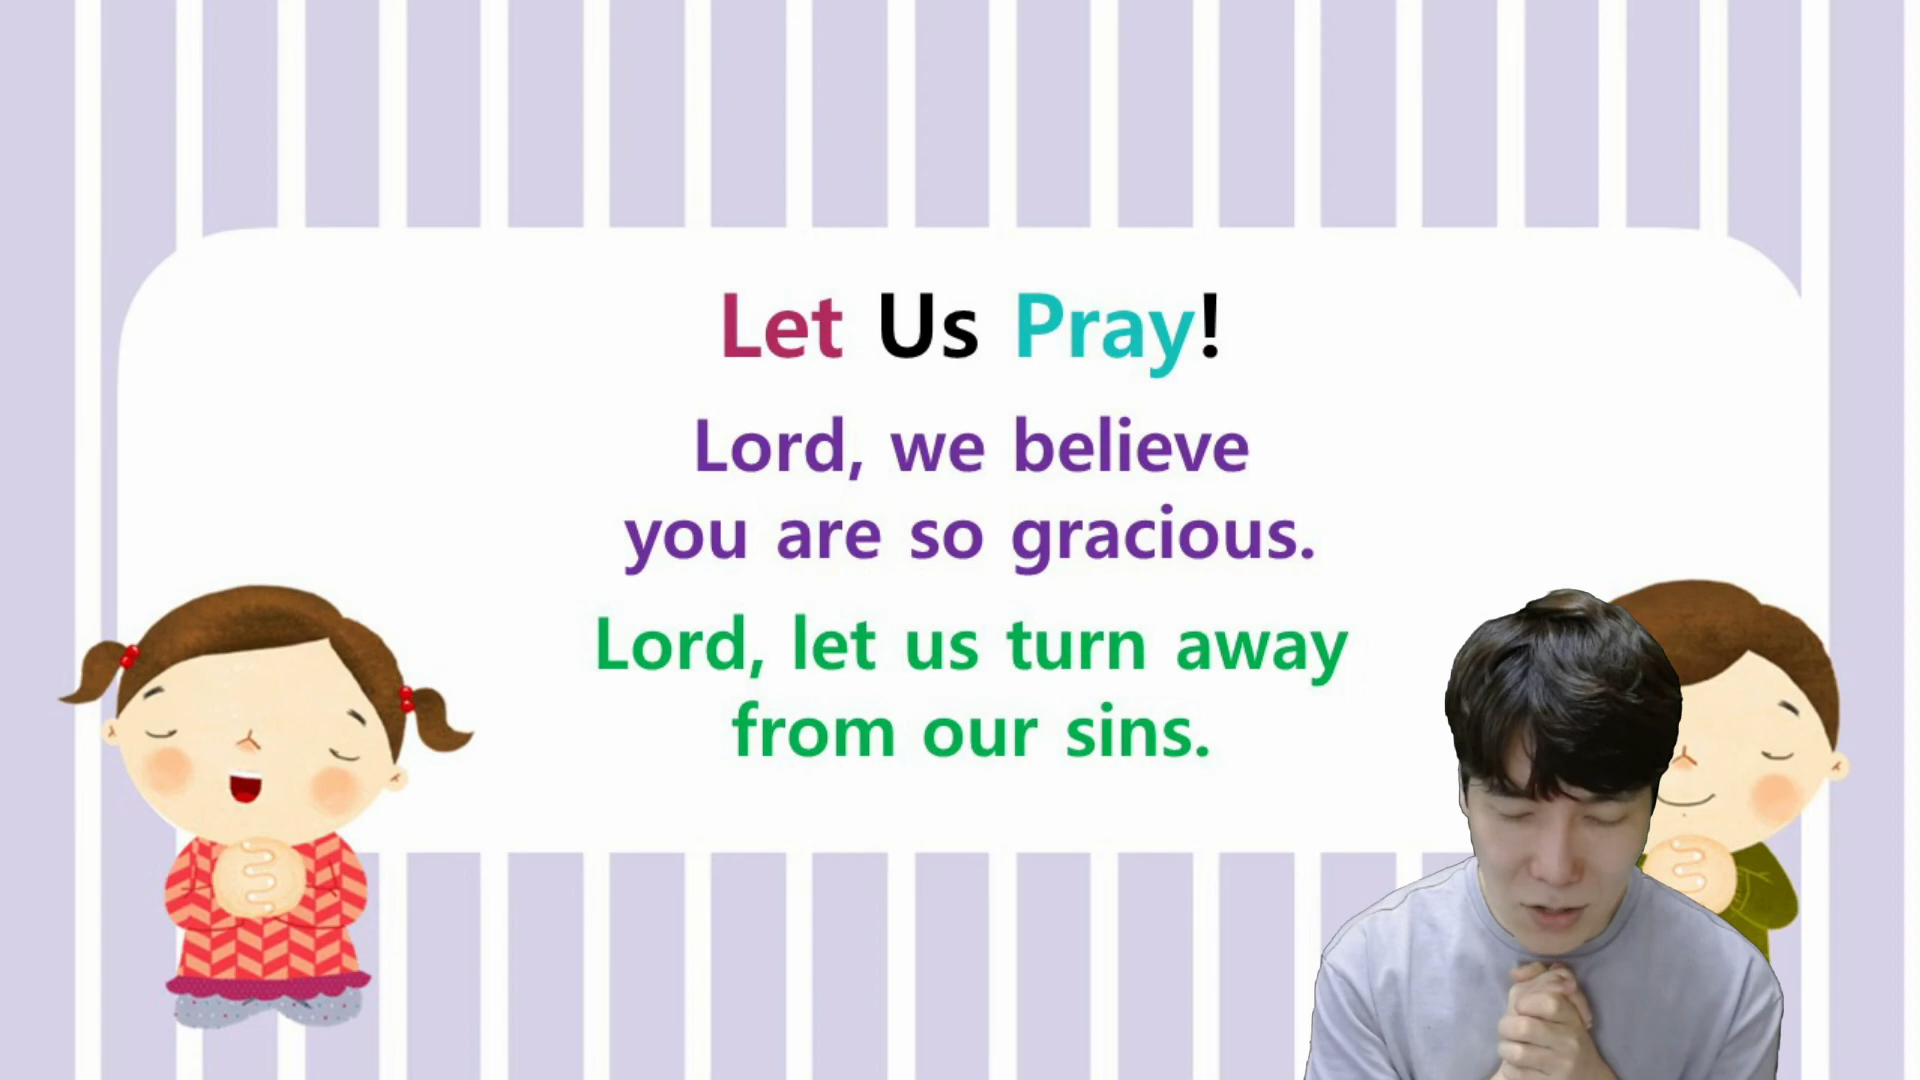 Let Us Pray!
Lord, we believe
you are so gracious.
Lord, let us turn away
from our sins.